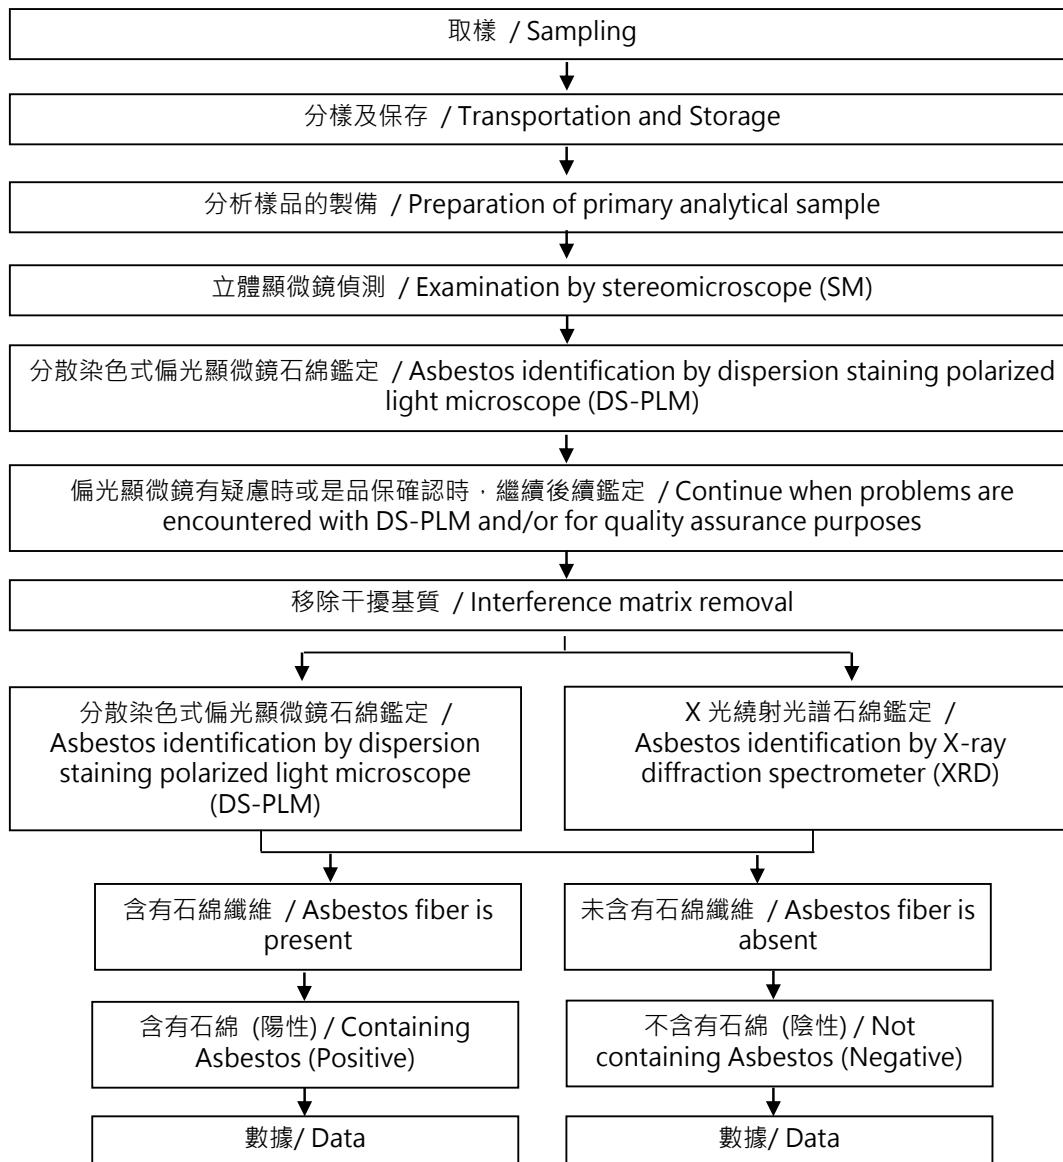 取樣 / Sampling
分樣及保存 / Transportation and Storage
分析樣品的製備 / Preparation of primary analytical sample
立體顯微鏡偵測 / Examination by stereomicroscope (SM)
分散染色式偏光顯微鏡石綿鑑定 / Asbestos identification by dispersion staining polarized
light microscope (DS-PLM)
偏光顯微鏡有疑慮時或是品保確認時，繼續後續鑑定 / Continue when problems are
encountered with DS-PLM and/or for quality assurance purposes
移除干擾基質 / Interference matrix removal
分散染色式偏光顯微鏡石綿鑑定 /
Asbestos identification by dispersion
staining polarized light microscope
(DS-PLM)
X 光繞射光譜石綿鑑定 /
Asbestos identification by X-ray
diffraction spectrometer (XRD)
含有石綿纖維 / Asbestos fiber is
present
未含有石綿纖維 / Asbestos fiber is
absent
含有石綿 (陽性) / Containing
Asbestos (Positive)
不含有石綿 (陰性) / Not
containing Asbestos (Negative)
數據/ Data
數據/ Data